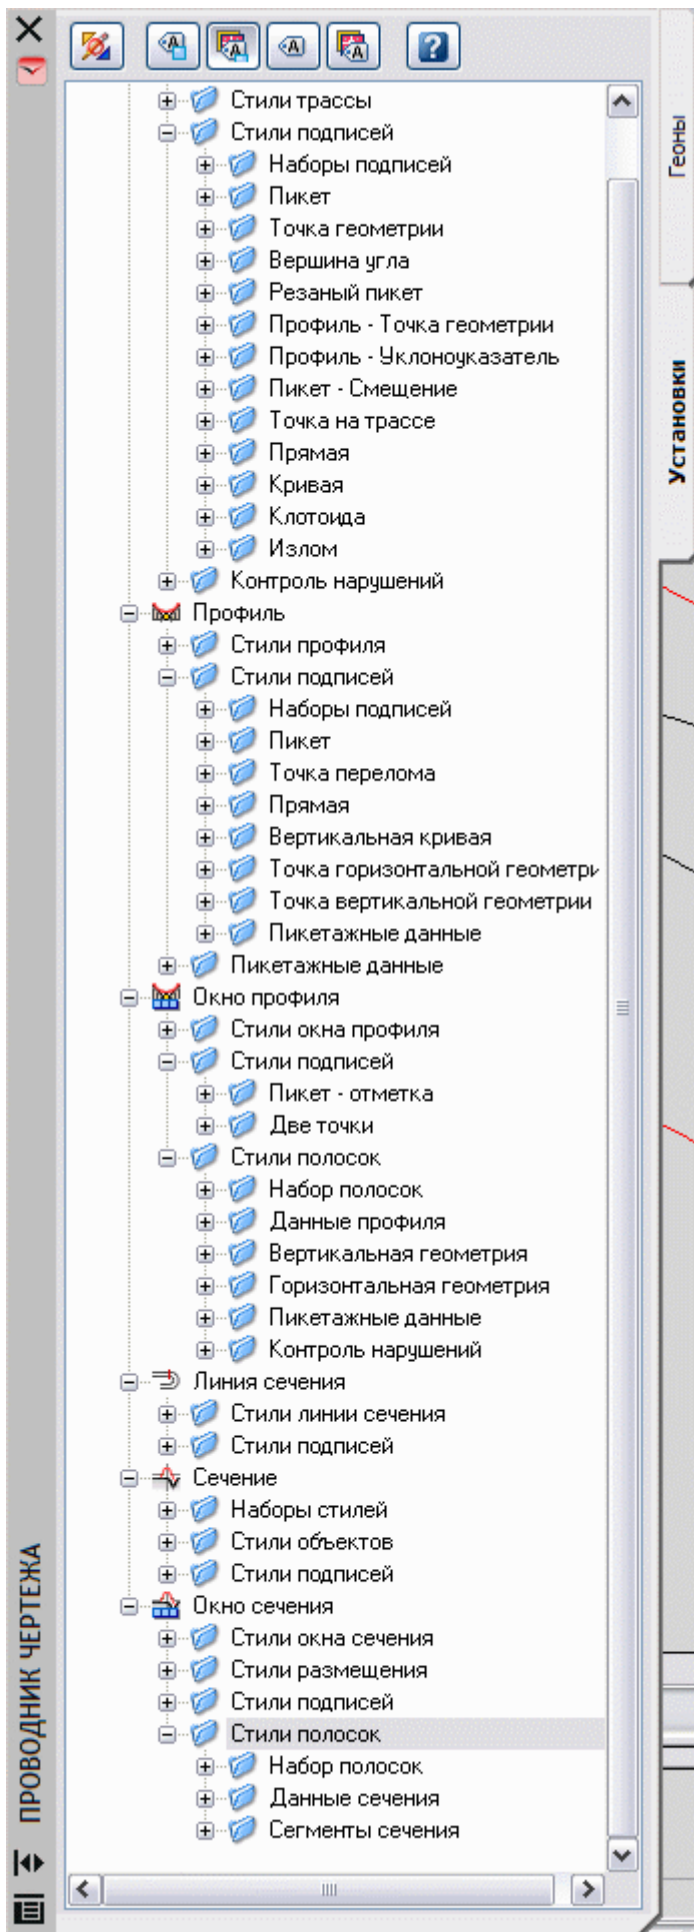 Стили трассы
Стили подписей
Наборы подписей
Пикет
Точка геометрии
Вершина угла
Резаный пикет
Профиль - Точка геометрии
Профиль - Уклоноуказатель
Пикет - Смещение
Точка на трассе
Прямая
Кривая
Клотоида
Излом
Контроль нарушений
Профиль
Стили профиля
Стили подписей
Наборы подписей
Пикет
Точка перелома
Прямая
Вертикальная кривая
Точка горизонтальной геометри
Точка вертикальной геометрии
Пикетажные данные
Пикетажные данные
Окно профиля
Стили окна профиля
Стили подписей
Пикет - отметка
Две точки
Стили полосок
Набор полосок
Данные профиля
Вертикальная геометрия
Горизонтальная геометрия
Пикетажные данные
Контроль нарушений
Линия сечения
Стили линии сечения
Стили подписей
Сечение
Наборы стилей
Стили объектов
Стили подписей
Окно сечения
Стили окна сечения
Стили размещения
Стили подписей
Стили полосок
Набор полосок
Данные сечения
Сегменты сечения
ПРОВОДНИК ЧЕРТЕЖА
Геоны
Установки